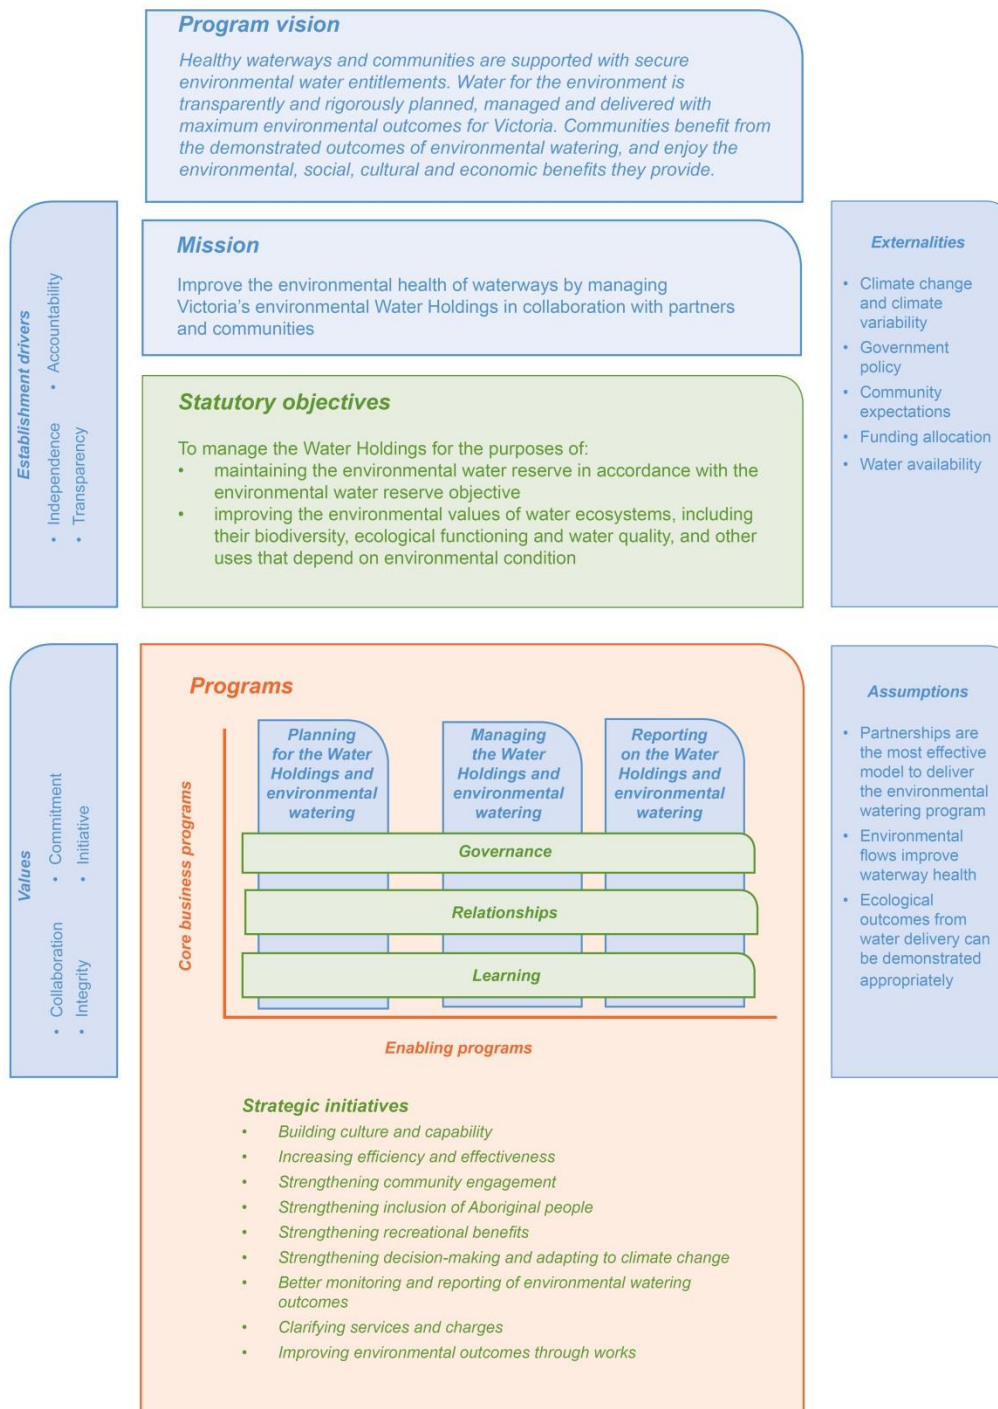 Program vision
Healthy waterways and communities are supported with secure
environmental water entitlements. Water for the environment is
transparently and rigorously planned, managed and delivered with
maximum environmental outcomes for Victoria. Communities benefit from
the demonstrated outcomes of environmental watering, and enjoy the
environmental, social, cultural and economic benefits they provide.
Establishment drivers
• Independence
• Accountability
• Transparency
Mission
Improve the environmental health of waterways by managing
Victoria's environmental Water Holdings in collaboration with partners
and communities
Statutory objectives
To manage the Water Holdings for the purposes of:
• maintaining the environmental water reserve in accordance with the
environmental water reserve objective
• improving the environmental values of water ecosystems, including
their biodiversity, ecological functioning and water quality, and other
uses that depend on environmental condition
Externalities
• Climate change
and climate
variability
• Government
policy
• Community
expectations
• Funding allocation
• Water availability
Values
• Collaboration
• Commitment
• Integrity
• Initiative
Programs
Core business programs
Planning
for the Water
Holdings and
environmental
watering
Managing
the Water
Holdings and
environmental
watering
Reporting
on the Water
Holdings and
environmental
watering
Governance
Relationships
Learning
Enabling programs
Strategic initiatives
• Building culture and capability
• Increasing efficiency and effectiveness
• Strengthening community engagement
• Strengthening inclusion of Aboriginal people
• Strengthening recreational benefits
• Strengthening decision-making and adapting to climate change
• Better monitoring and reporting of environmental watering
outcomes
• Clarifying services and charges
• Improving environmental outcomes through works
Assumptions
• Partnerships are
the most effective
model to deliver
the environmental
watering program
• Environmental
flows improve
waterway health
• Ecological
outcomes from
water delivery can
be demonstrated
appropriately